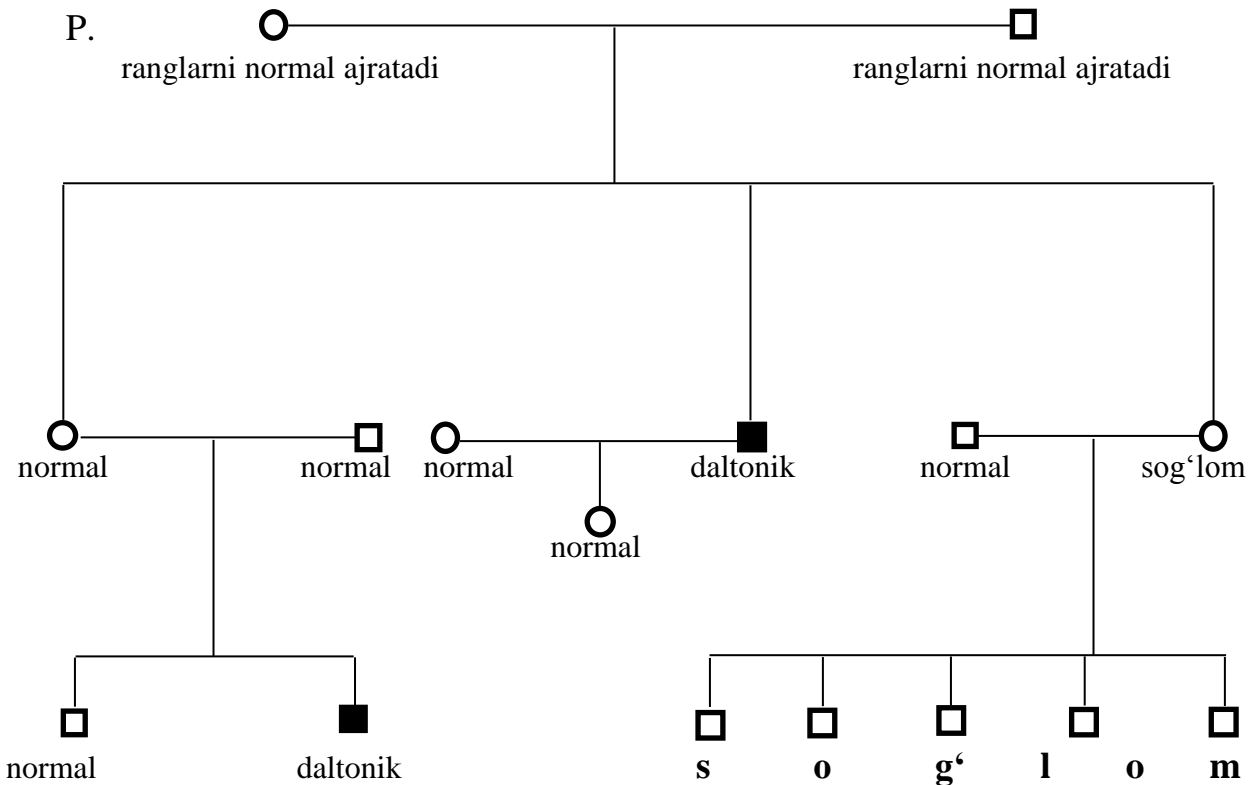 P.
ranglarni normal ajratadi ranglarni normal ajratadi
normal normal normal daltonik normal sog‘lom
normal
normal daltonik s o g‘ l o m